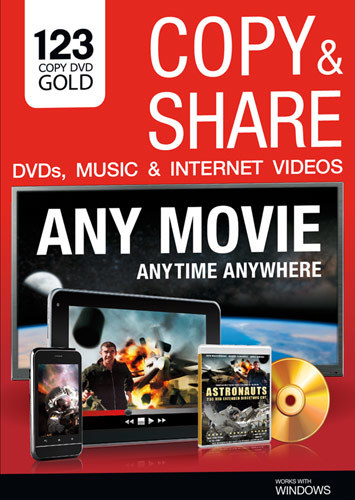 123
COPY DVD
GOLD
COPY &
SHARE
DVDs, MUSIC & INTERNET VIDEOS
ANY MOVIE
ANYTIME ANYWHERE
ASTRONAUTS
WORKS WITH
WINDOWS